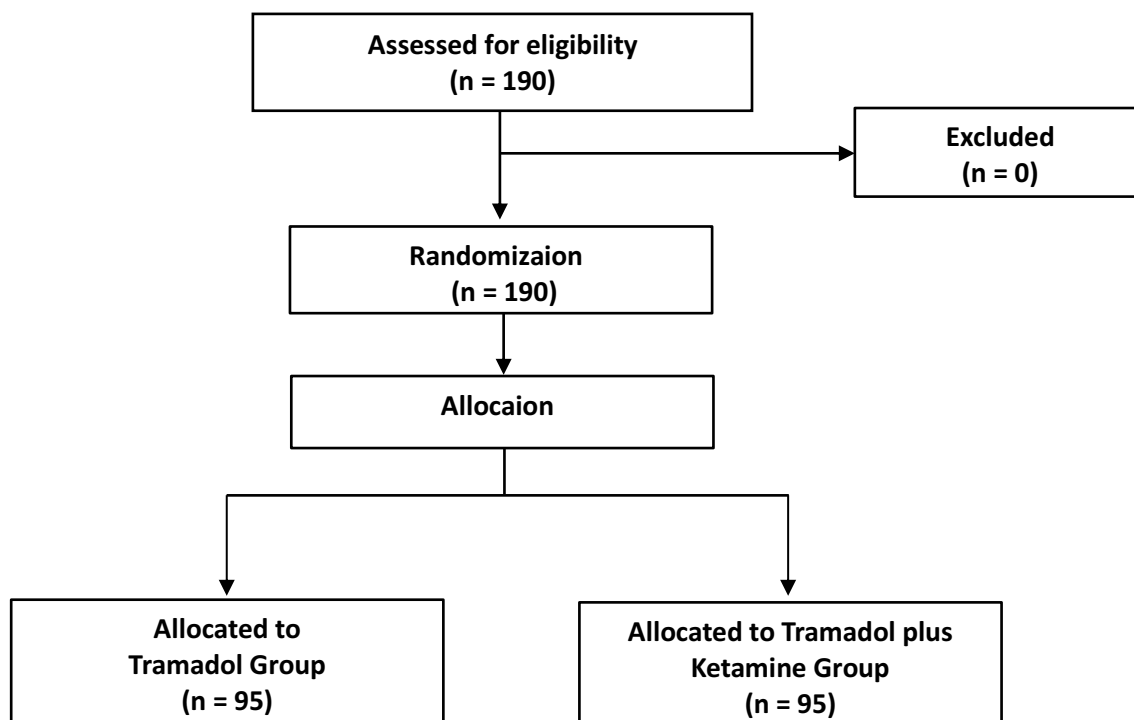 Assessed for eligibility
(n = 190)
Excluded
(n = 0)
Randomizaion
(n = 190)
Allocaion
Allocated to
Tramadol Group
(n = 95)
Allocated to Tramadol plus
Ketamine Group
(n = 95)